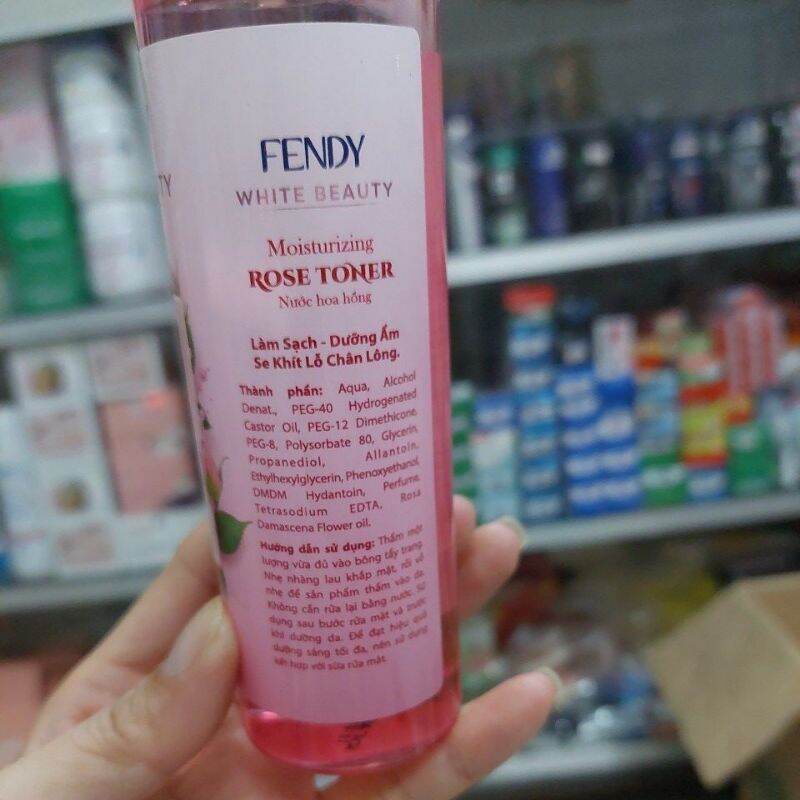 TY
FENDY
WHITE BEAUTY
Moisturizing
ROSE TONER
Nước hoa hồng
Làm Sạch - Dưỡng Ẩm
Se Khít Lỗ Chân Lông.
Thành phần: Aqua, Alcohol
Denat., PEG-40 Hydrogenated
Castor Oil, PEG-12 Dimethicone,
PEG-8, Polysorbate 80, Glycerin,
Propanediol, Allantoin,
Ethylhexylglycerin, Phenoxyethanol,
DMDM Hydantoin, Perfume,
Tetrasodium EDTA, Rosa
Damascena Flower oil.
Hướng dẫn sử dụng: Thấm một
lượng vừa đủ vào bông tẩy trang.
Nhẹ nhàng lau khắp mặt, rồi vỗ
nhẹ để sản phẩm thấm vào da.
Không cần rửa lại bằng nước. Sử
dụng sau bước rửa mặt và trước
khi dưỡng da. Để đạt hiệu quả
dưỡng sáng tối đa, nên sử dụng
kết hợp với sữa rửa mặt.